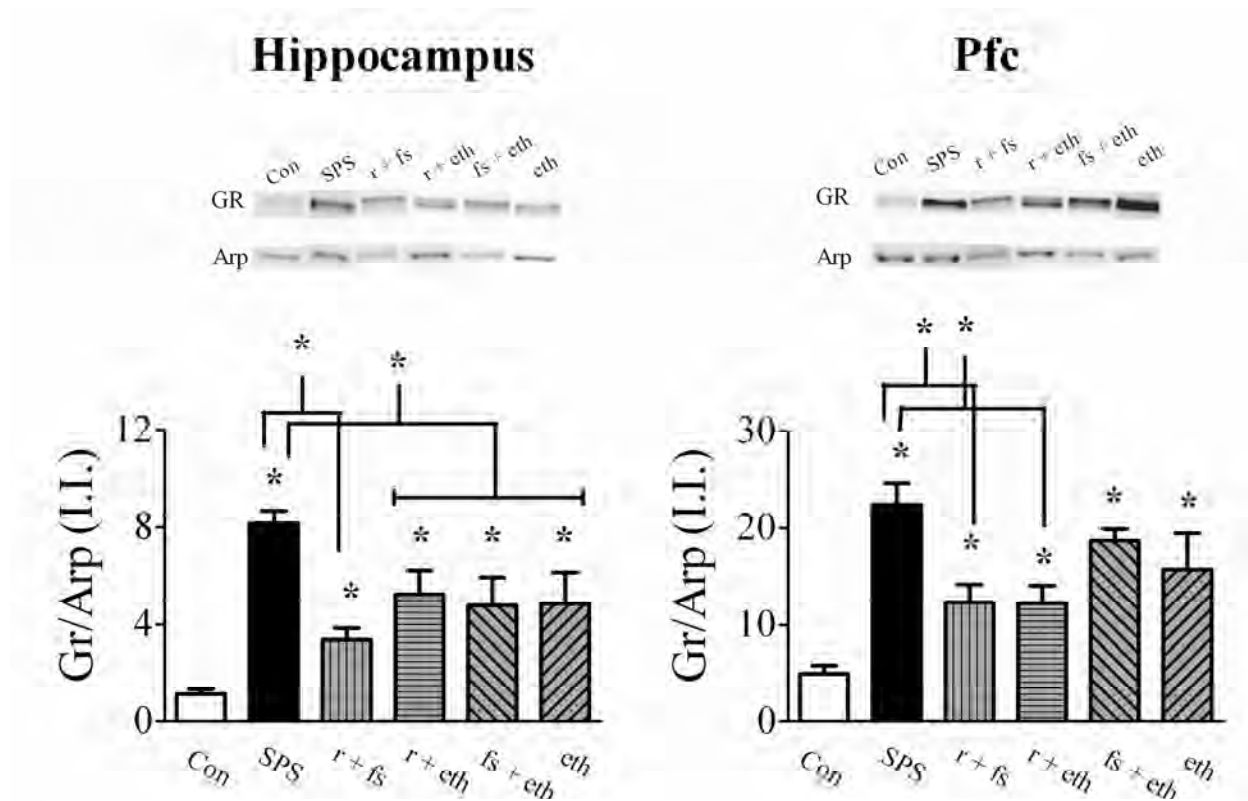 Hippocampus
Con SPS r + fs r + eth fs + eth eth
GR
Arp
*
*
12
8
4
0
Gr/Arp (I.I.)
* * * * *
Con SPS r + fs r + eth fs + eth eth
Pfc
Con SPS r + fs r + eth fs + eth eth
GR
Arp
* *
30
20
10
0
Gr/Arp (I.I.)
* * * * *
Con SPS r + fs r + eth fs + eth eth